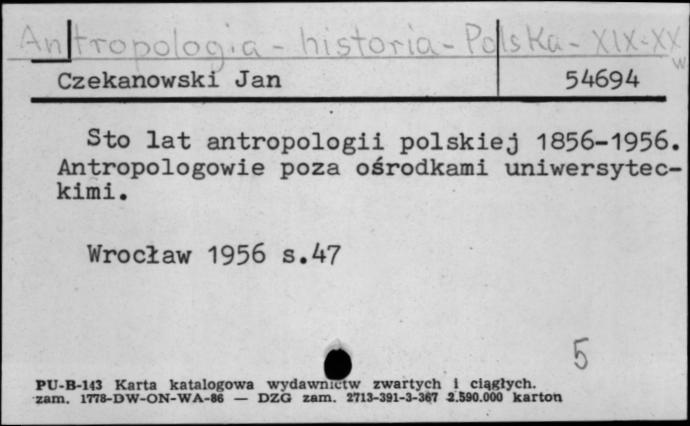 Antropologia - historia - Polska - XIX-XX w
Czekanowski Jan 54694
Sto lat antropologii polskiej 1856-1956.
Antropologowie poza ośrodkami uniwersytec-
kimi.
Wrocław 1956 s.47
5
PU-B-143 Karta katalogowa wydawnictw zwartych i ciągłych.
zam. 1778-DW-ON-WA-86 — DZG zam. 2713-391-3-367 2.590.000 karton